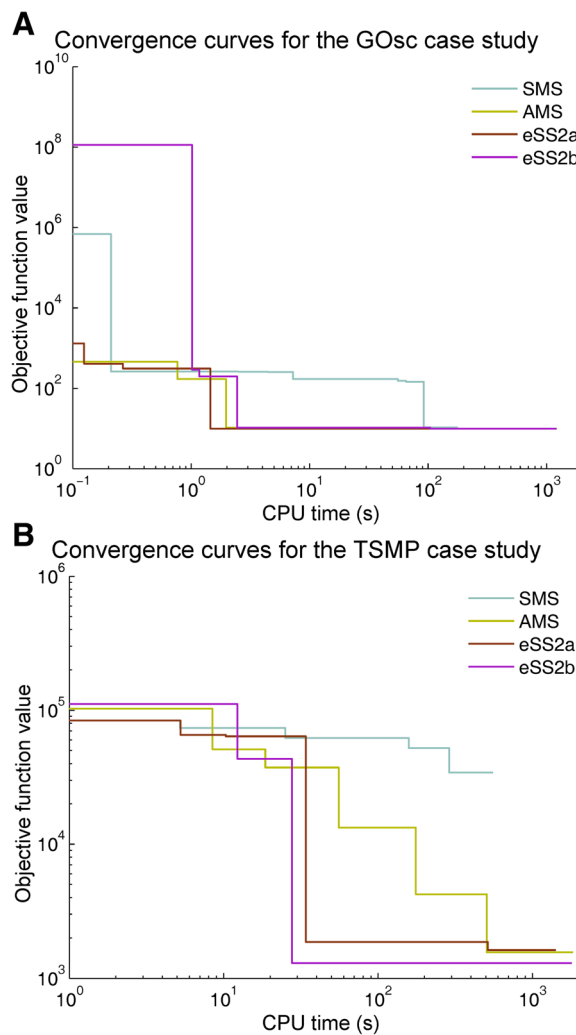 A
Convergence curves for the GOsc case study
10^10
10^8
10^6
10^4
10^2
10^0
Objective function value
SMS
AMS
eSS2a
eSS2b
10^−1 10^0 10^1 10^2 10^3
CPU time (s)
B
Convergence curves for the TSMP case study
10^6
10^5
10^4
10^3
Objective function value
SMS
AMS
eSS2a
eSS2b
10^0 10^1 10^2 10^3
CPU time (s)